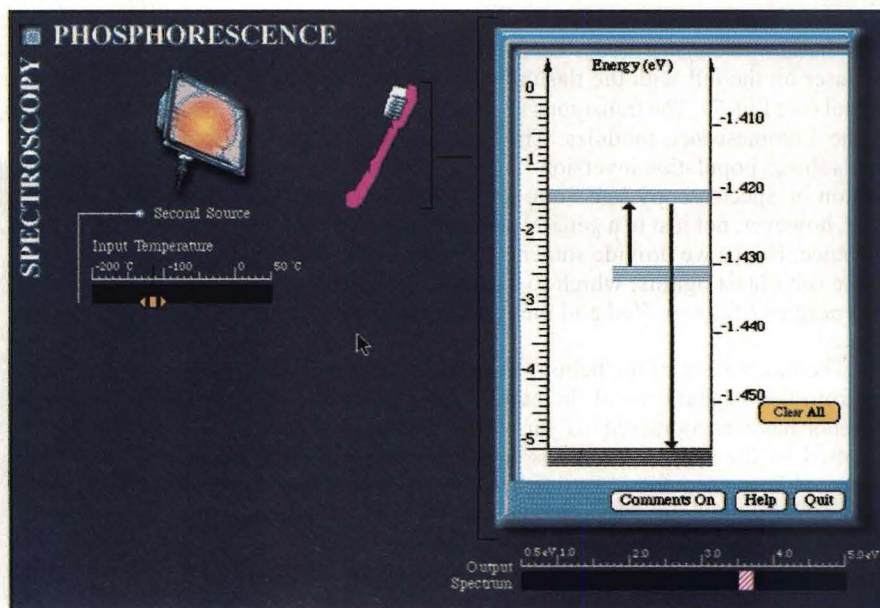 PHOSPHORESCENCE
SPECTROSCOPY
Second Source
Input Temperature
-200 °C -100 0 50 °C
Energy (eV)
0
-1
-2
-3
-4
-5
-1.410
-1.420
-1.430
-1.440
-1.450
Clear All
Comments On Help Quit
0.5 eV 1.0 2.0 3.0 4.0 5.0 eV
Output
Spectrum